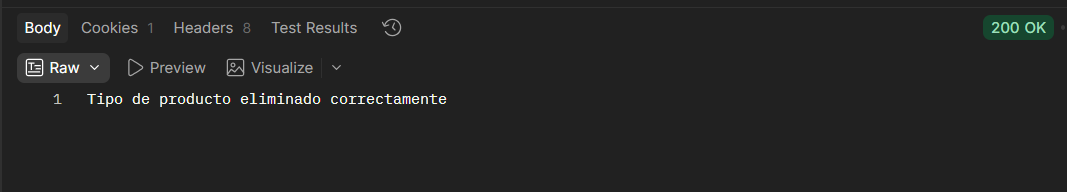 Body Cookies 1 Headers 8 Test Results 200 OK
Raw Preview Visualize
1 Tipo de producto eliminado correctamente